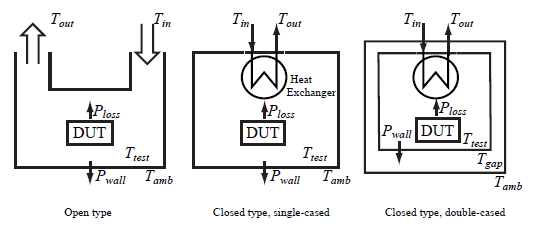 Tout
Tin
Ploss
DUT
Ttest
Pwall
Tamb
Open type
Tin
Tout
Heat
Exchanger
Ploss
DUT
Ttest
Pwall
Tamb
Closed type, single-cased
Tin
Tout
Ploss
Pwall
DUT
Ttest
Tgap
Tamb
Closed type, double-cased